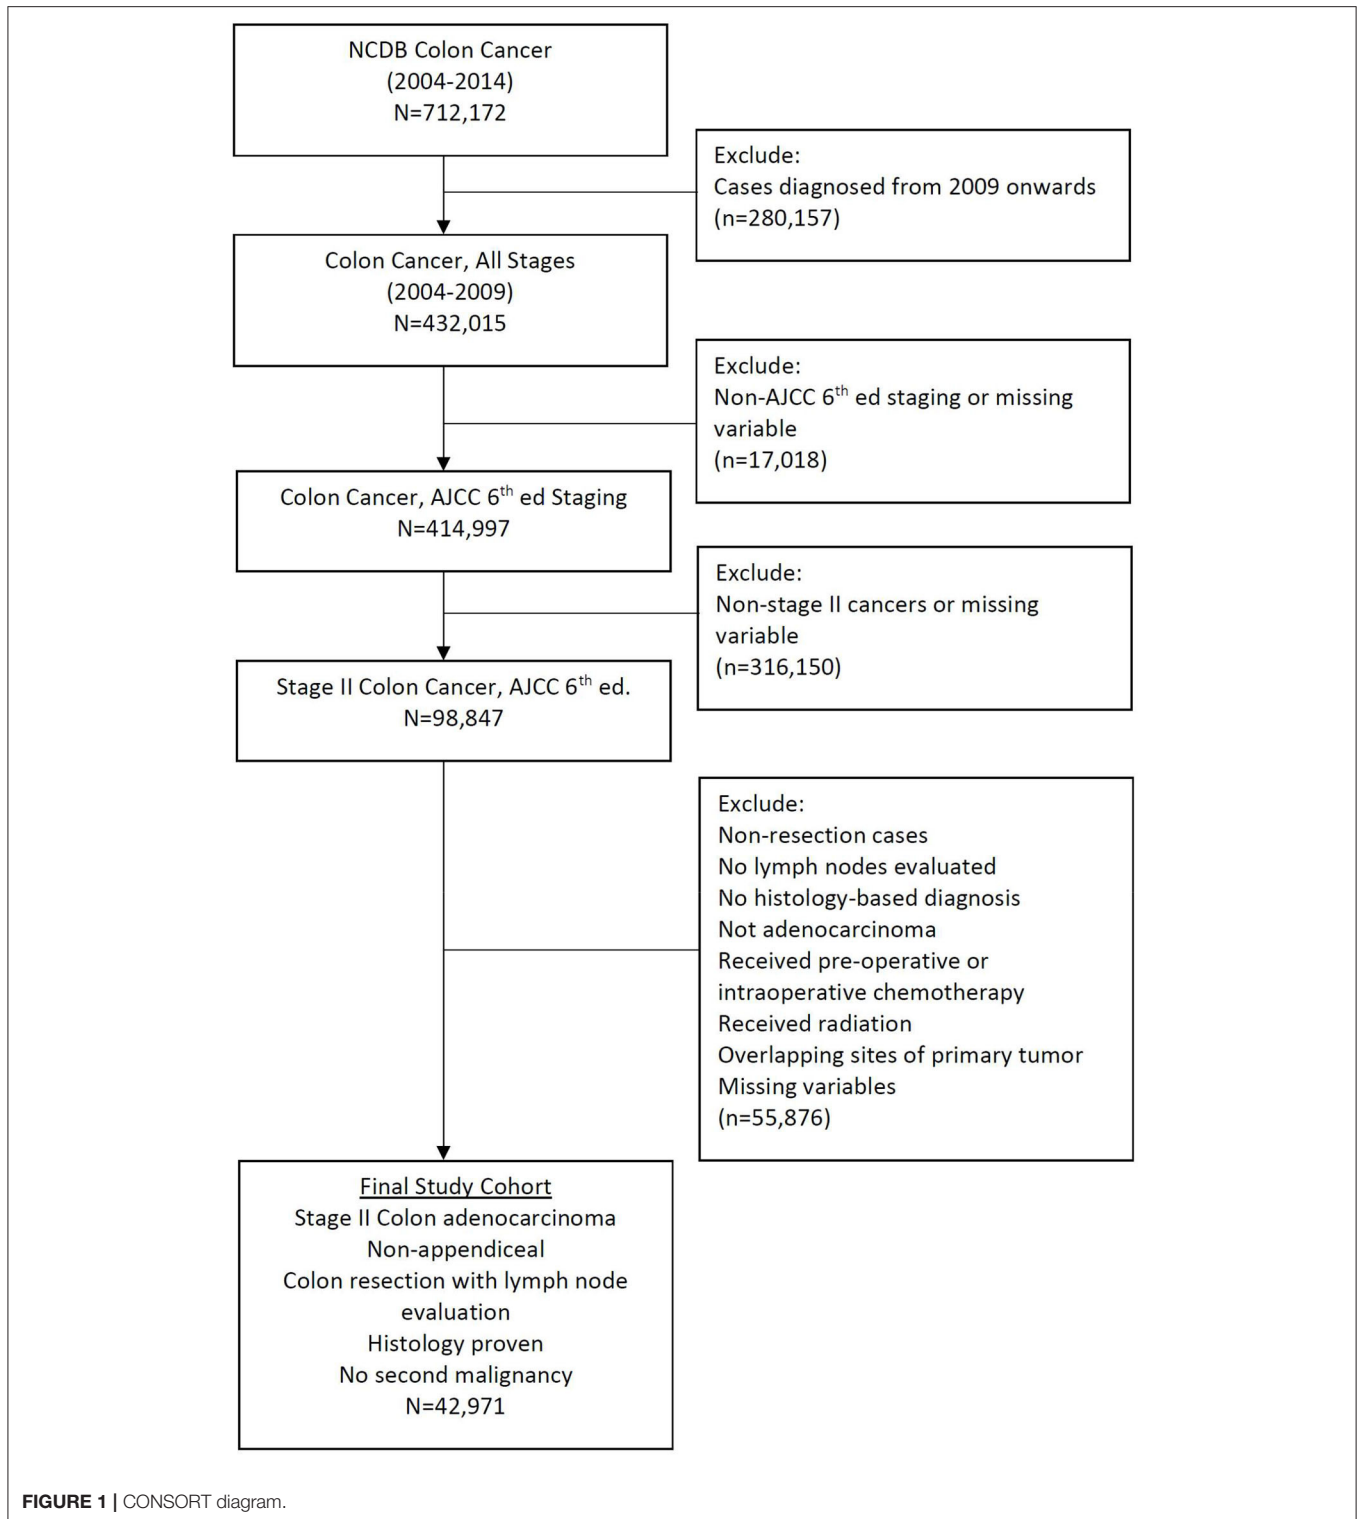 NCDB Colon Cancer
(2004-2014)
N=712,172
Exclude:
Cases diagnosed from 2009 onwards
(n=280,157)
Colon Cancer, All Stages
(2004-2009)
N=432,015
Exclude:
Non-AJCC 6th ed staging or missing
variable
(n=17,018)
Colon Cancer, AJCC 6th ed Staging
N=414,997
Exclude:
Non-stage II cancers or missing
variable
(n=316,150)
Stage II Colon Cancer, AJCC 6th ed.
N=98,847
Exclude:
Non-resection cases
No lymph nodes evaluated
No histology-based diagnosis
Not adenocarcinoma
Received pre-operative or
intraoperative chemotherapy
Received radiation
Overlapping sites of primary tumor
Missing variables
(n=55,876)
Final Study Cohort
Stage II Colon adenocarcinoma
Non-appendiceal
Colon resection with lymph node
evaluation
Histology proven
No second malignancy
N=42,971
FIGURE 1 | CONSORT diagram.